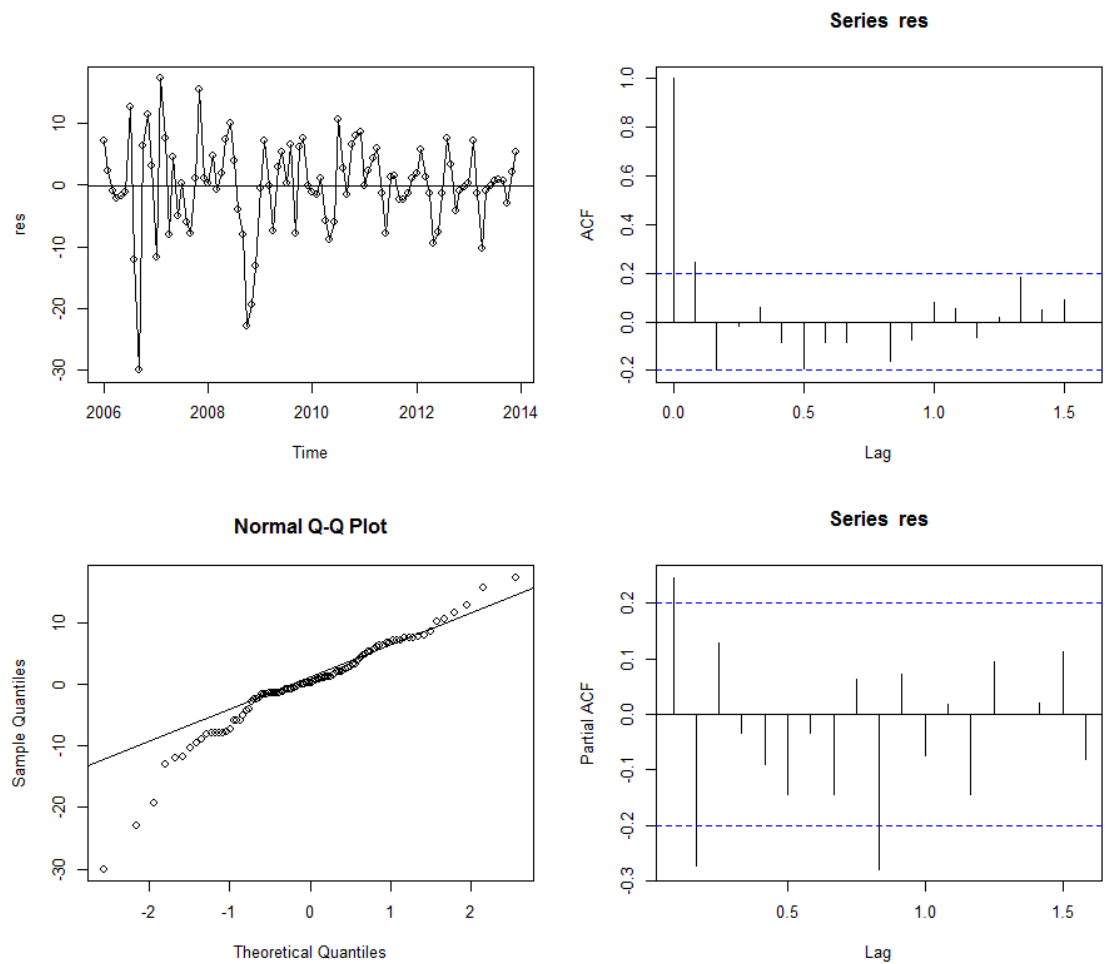 Series res
res
10
0
-10
-20
-30
2006 2008 2010 2012 2014
Time
ACF
1.0
0.8
0.6
0.4
0.2
0.0
-0.2
0.0 0.5 1.0 1.5
Lag
Normal Q-Q Plot
Sample Quantiles
10
0
-10
-20
-30
-2 -1 0 1 2
Theoretical Quantiles
Series res
Partial ACF
0.2
0.1
0.0
-0.1
-0.2
-0.3
0.5 1.0 1.5
Lag